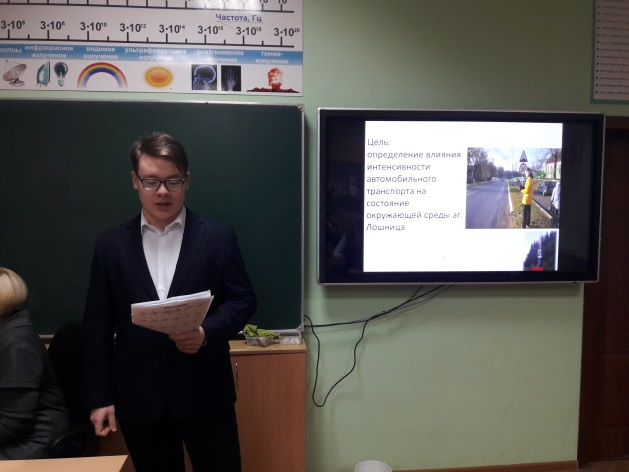 Частота, Гц
3·10⁶ 3·10⁸ 3·10¹⁰ 3·10¹² 3·10¹⁴ 3·10¹⁶ 3·10¹⁸ 3·10²⁰
инфракрасное излучение
видимое излучение
ультрафиолетовое излучение
рентгеновское излучение
гамма-излучение
Цель:
определение влияния
интенсивности
автомобильного
транспорта на
состояние
окружающей среды аг.
Лошница